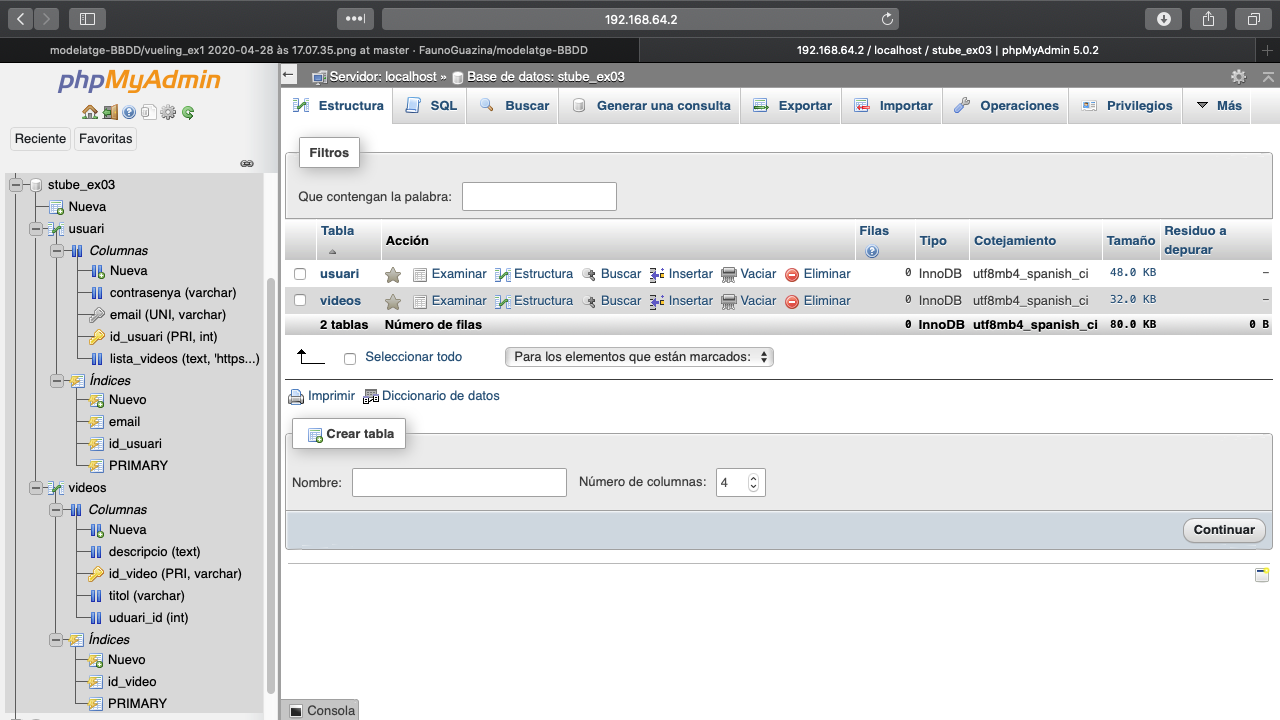 192.168.64.2
modelatge-BBDD/vueling_ex1 2020-04-28 às 17.07.35.png at master · FaunoGuazina/modelatge-BBDD
192.168.64.2 / localhost / stube_ex03 | phpMyAdmin 5.0.2
phpMyAdmin
Reciente Favoritas
stube_ex03
Nueva
usuari
Columnas
Nueva
contrasenya (varchar)
email (UNI, varchar)
id_usuari (PRI, int)
lista_videos (text, 'https...)
Índices
Nuevo
email
id_usuari
PRIMARY
videos
Columnas
Nueva
descripcio (text)
id_video (PRI, varchar)
titol (varchar)
uduari_id (int)
Índices
Nuevo
id_video
PRIMARY
Servidor: localhost » Base de datos: stube_ex03
Estructura SQL Buscar Generar una consulta Exportar Importar Operaciones Privilegios Más
Filtros
Que contengan la palabra:
Tabla Acción Filas Tipo Cotejamiento Tamaño Residuo a depurar
usuari Examinar Estructura Buscar Insertar Vaciar Eliminar 0 InnoDB utf8mb4_spanish_ci 48.0 KB –
videos Examinar Estructura Buscar Insertar Vaciar Eliminar 0 InnoDB utf8mb4_spanish_ci 32.0 KB –
2 tablas Número de filas 0 InnoDB utf8mb4_spanish_ci 80.0 KB 0 B
Seleccionar todo Para los elementos que están marcados:
Imprimir Diccionario de datos
Crear tabla
Nombre: Número de columnas: 4
Continuar
Consola